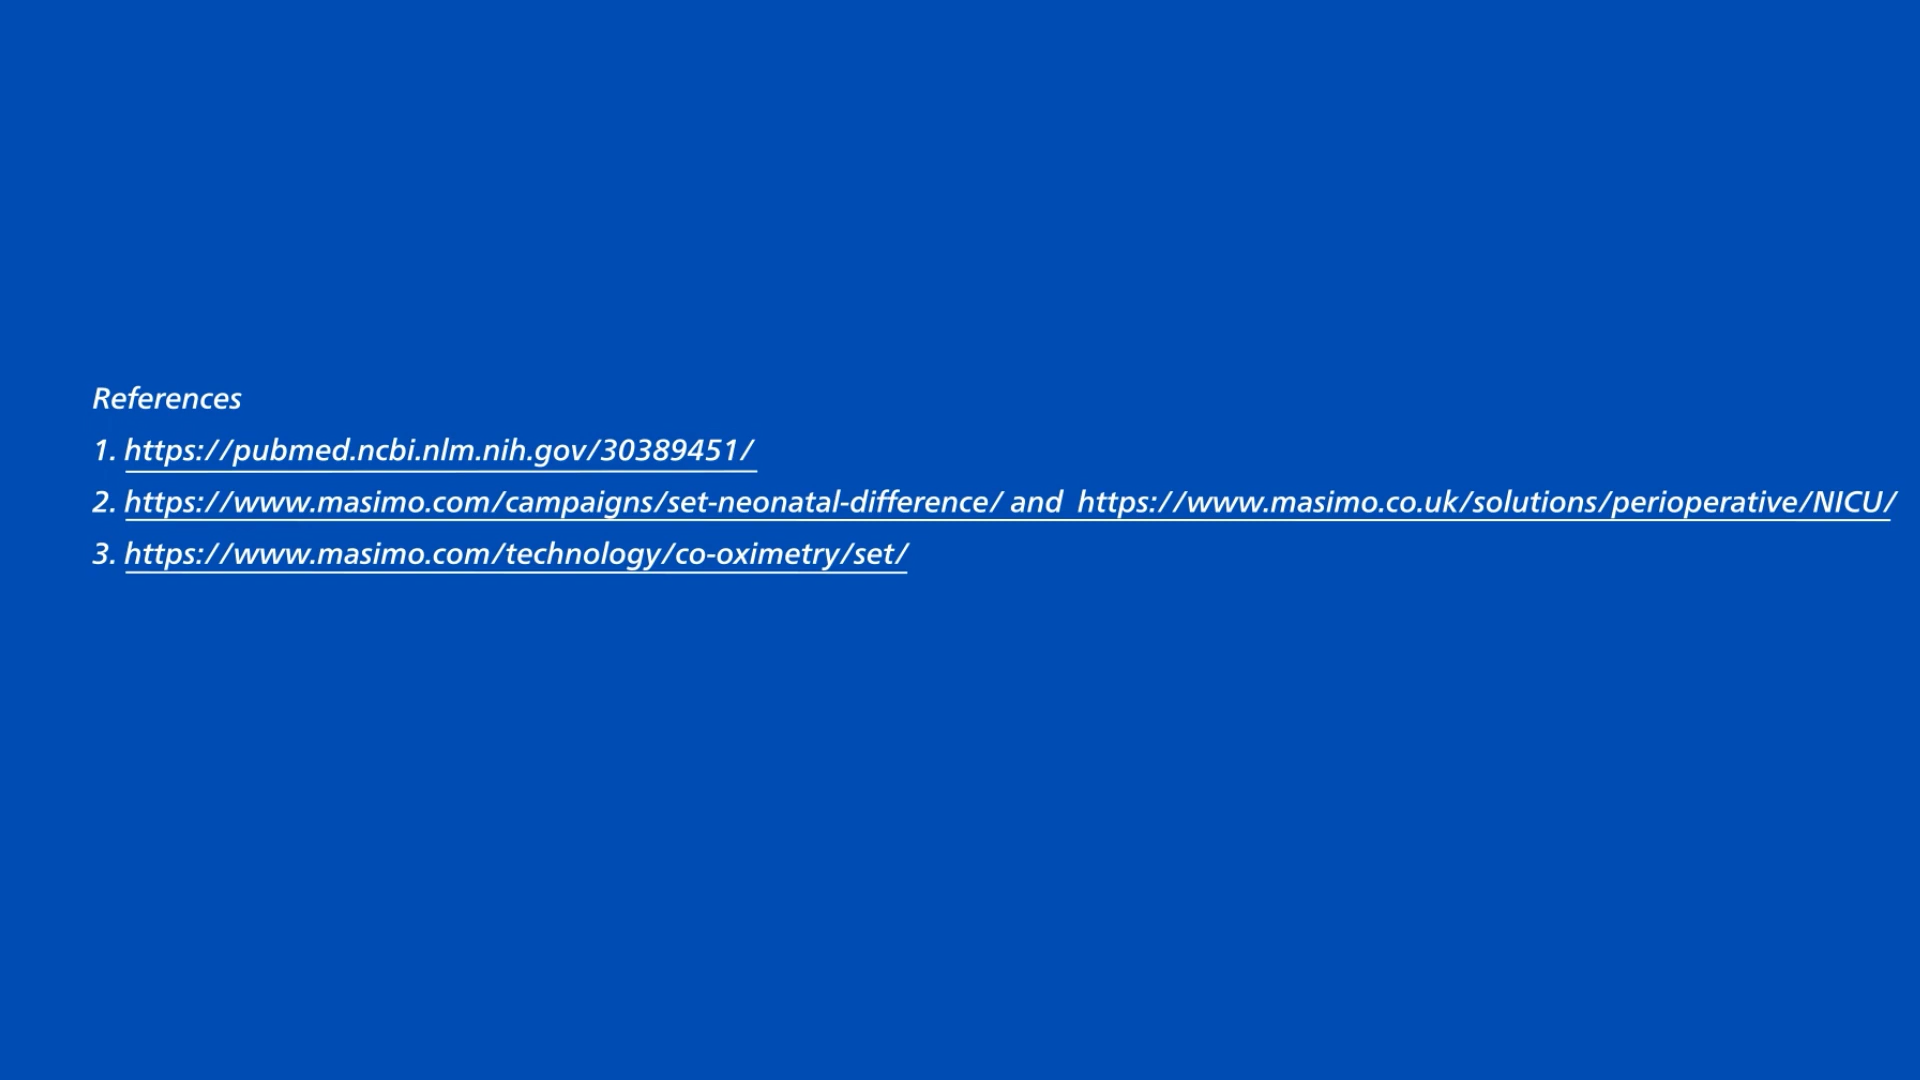 References
1. https://pubmed.ncbi.nlm.nih.gov/30389451/
2. https://www.masimo.com/campaigns/set-neonatal-difference/ and  https://www.masimo.co.uk/solutions/perioperative/NICU/
3. https://www.masimo.com/technology/co-oximetry/set/